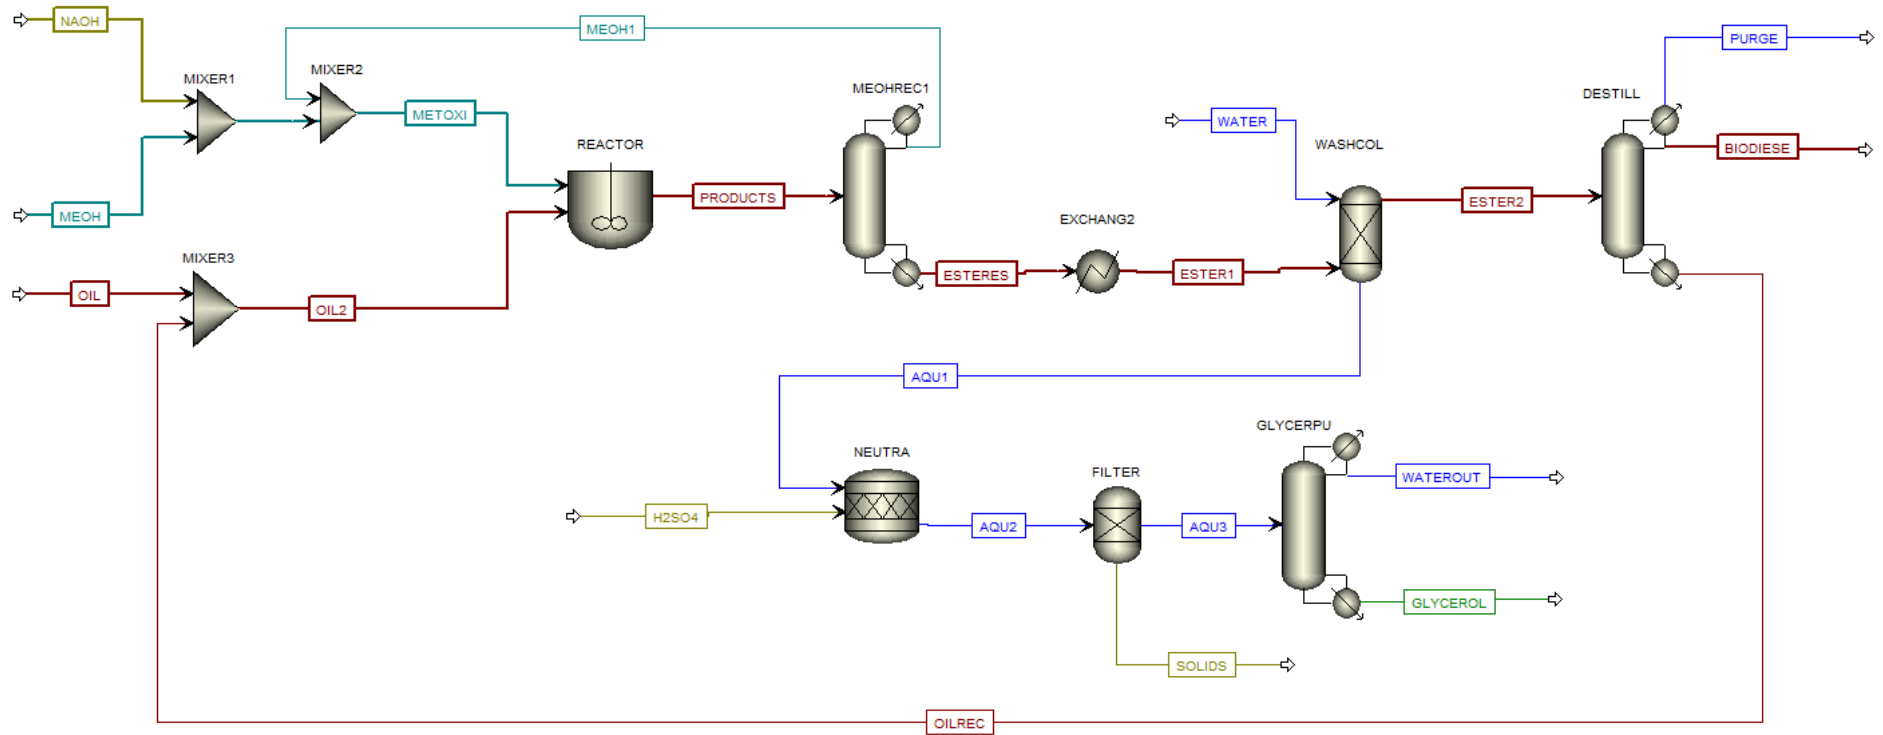 NAOH
MEOH1
PURGE
MIXER2
MIXER1
MEOHREC1
DESTILL
METOXI
WATER
REACTOR
WASHCOL
BIODIESE
PRODUCTS
ESTER2
MEOH
EXCHANG2
MIXER3
ESTERES
ESTER1
OIL
OIL2
AQU1
GLYCERPU
NEUTRA
FILTER
WATEROUT
H2SO4
AQU2
AQU3
GLYCEROL
SOLIDS
OILREC